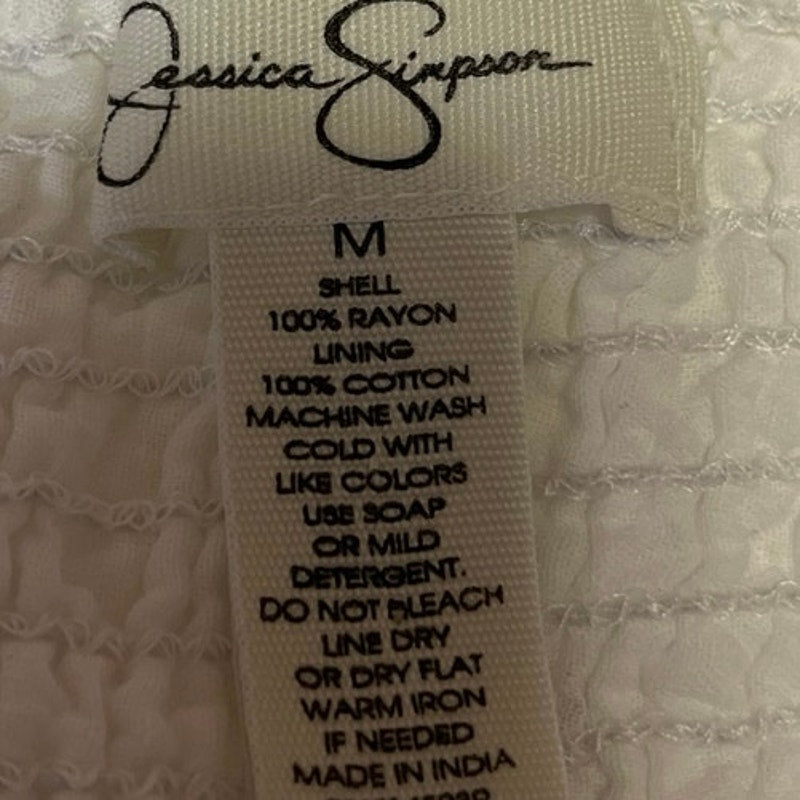 Jessica Simpson
M
SHELL
100% RAYON
LINING
100% COTTON
MACHINE WASH
COLD WITH
LIKE COLORS
USE SOAP
OR MILD
DETERGENT.
DO NOT BLEACH
LINE DRY
OR DRY FLAT
WARM IRON
IF NEEDED
MADE IN INDIA